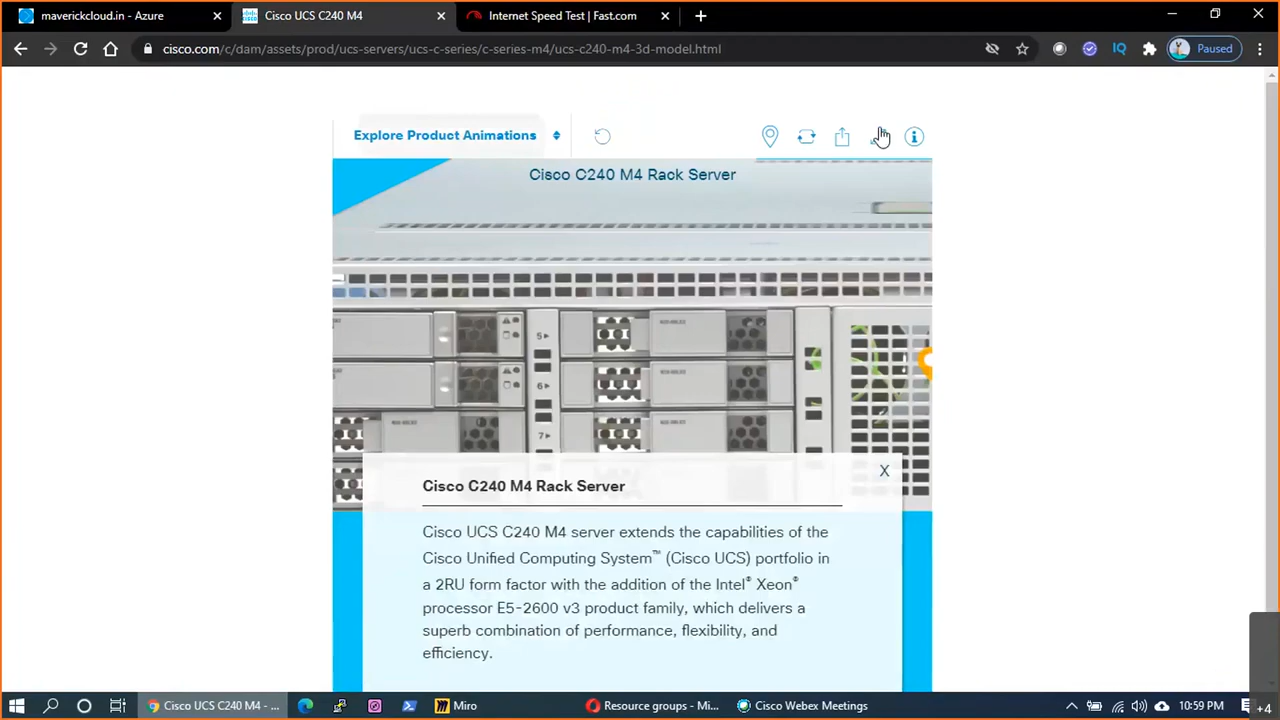 maverickcloud.in - Azure
Cisco UCS C240 M4
Internet Speed Test | Fast.com
cisco.com/c/dam/assets/prod/ucs-servers/ucs-c-series/c-series-m4/ucs-c240-m4-3d-model.html
IQ
Paused
Explore Product Animations
Cisco C240 M4 Rack Server
5
6
7
X
Cisco C240 M4 Rack Server
Cisco UCS C240 M4 server extends the capabilities of the
Cisco Unified Computing System™ (Cisco UCS) portfolio in
a 2RU form factor with the addition of the Intel® Xeon®
processor E5-2600 v3 product family, which delivers a
superb combination of performance, flexibility, and
efficiency.
Cisco UCS C240 M4 - ...
Miro
Resource groups - Mi...
Cisco Webex Meetings
10:59 PM
+4